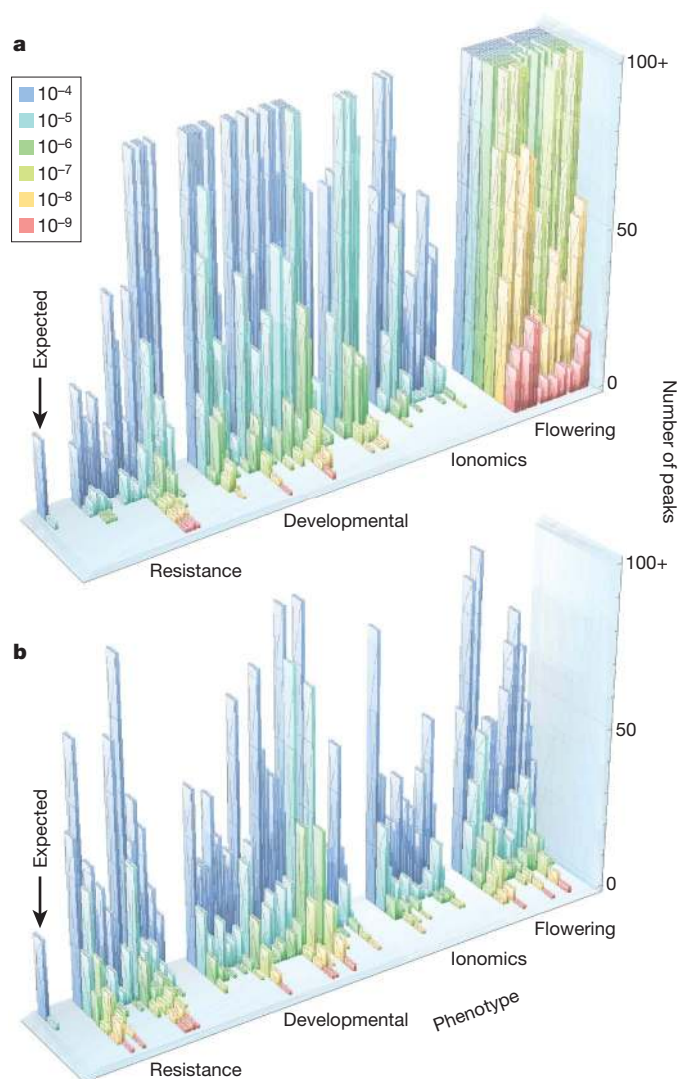 a
10⁻⁴
10⁻⁵
10⁻⁶
10⁻⁷
10⁻⁸
10⁻⁹
Expected
100+
50
0
Number of peaks
Flowering
Ionomics
Developmental
Resistance
b
Expected
100+
50
0
Flowering
Ionomics
Developmental
Phenotype
Resistance